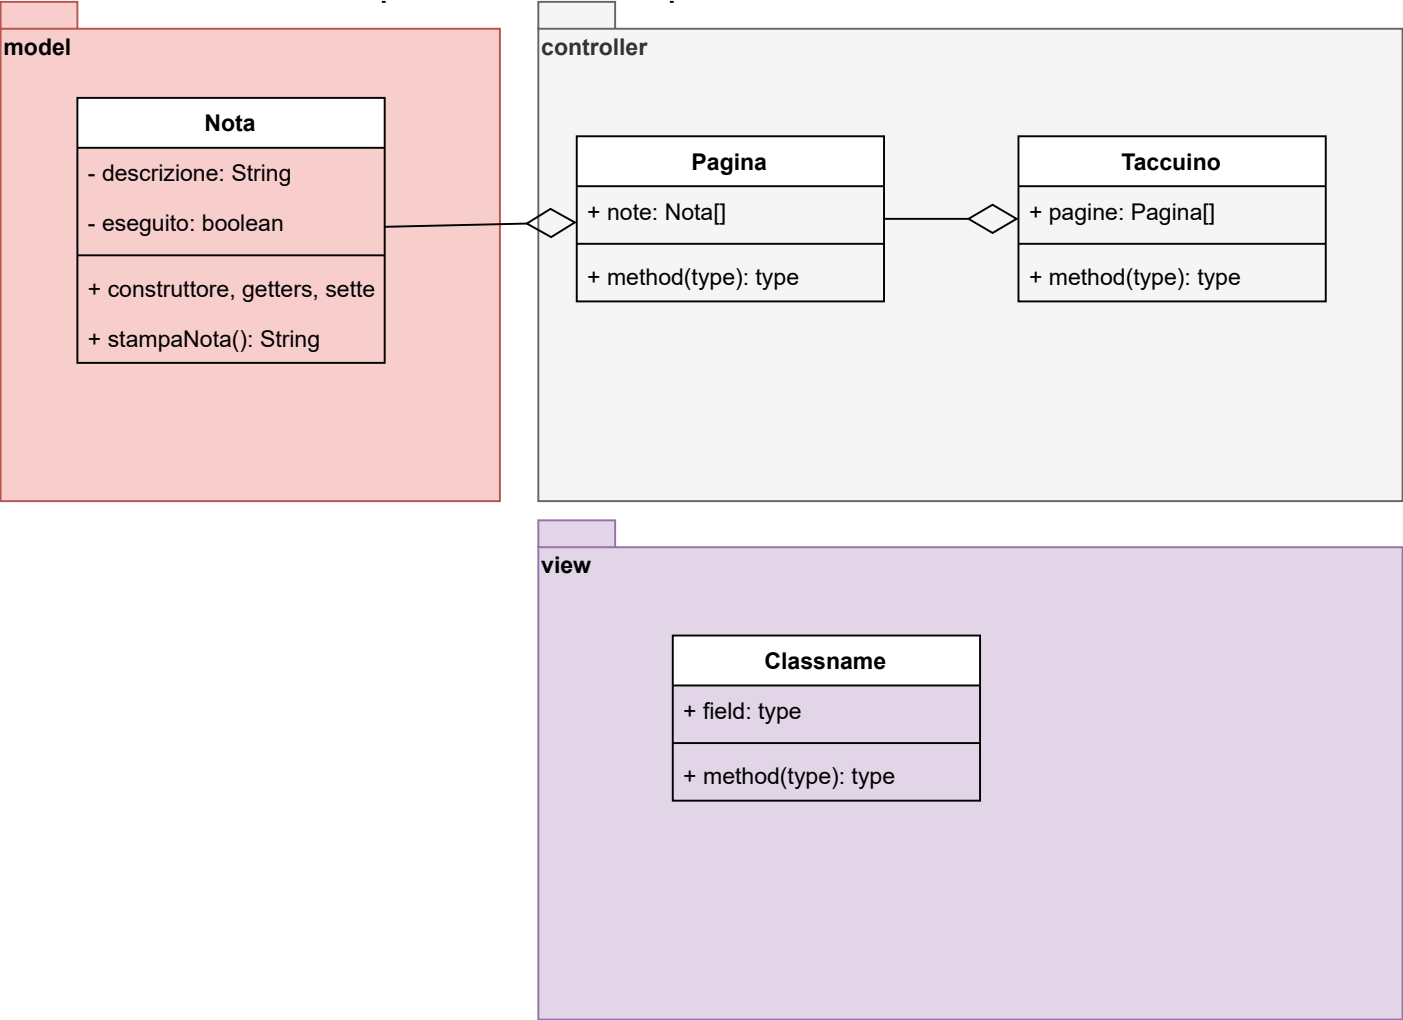 model
Nota
- descrizione: String
- eseguito: boolean
+ construttore, getters, sette
+ stampaNota(): String
controller
Pagina
+ note: Nota[]
+ method(type): type
Taccuino
+ pagine: Pagina[]
+ method(type): type
view
Classname
+ field: type
+ method(type): type